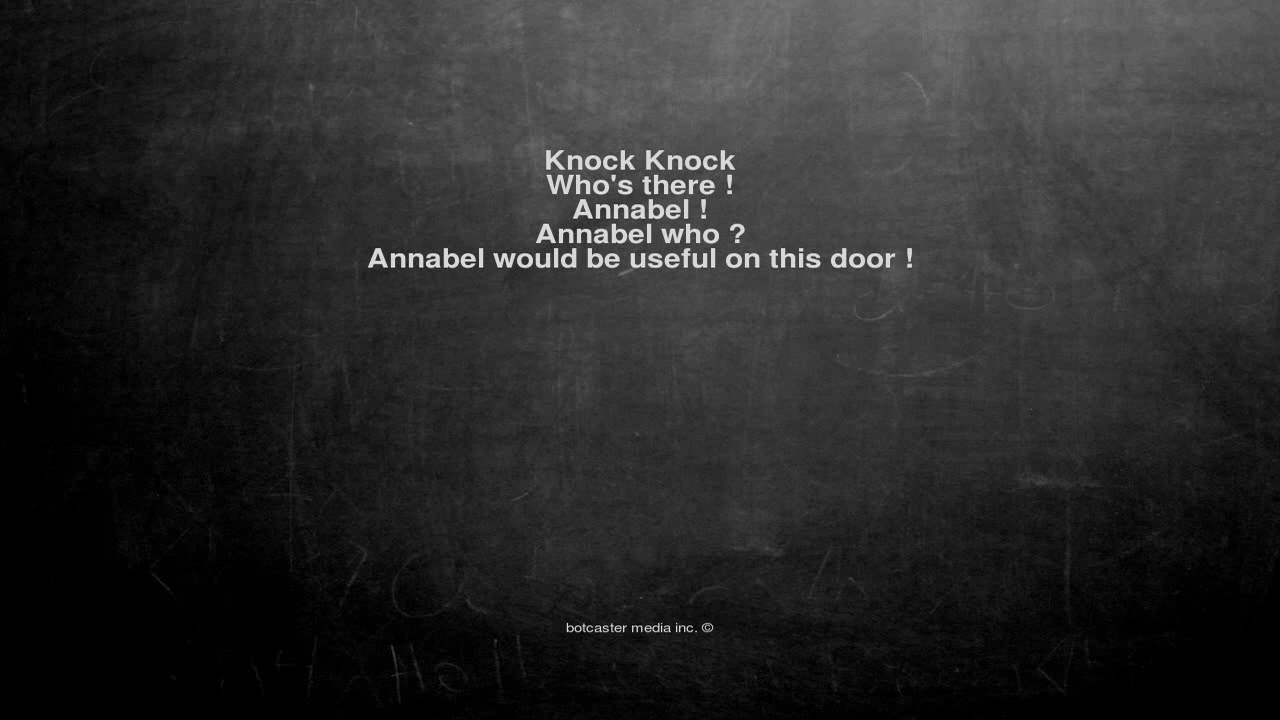 Knock Knock
Who's there !
Annabel !
Annabel who ?
Annabel would be useful on this door !
botcaster media inc. ©